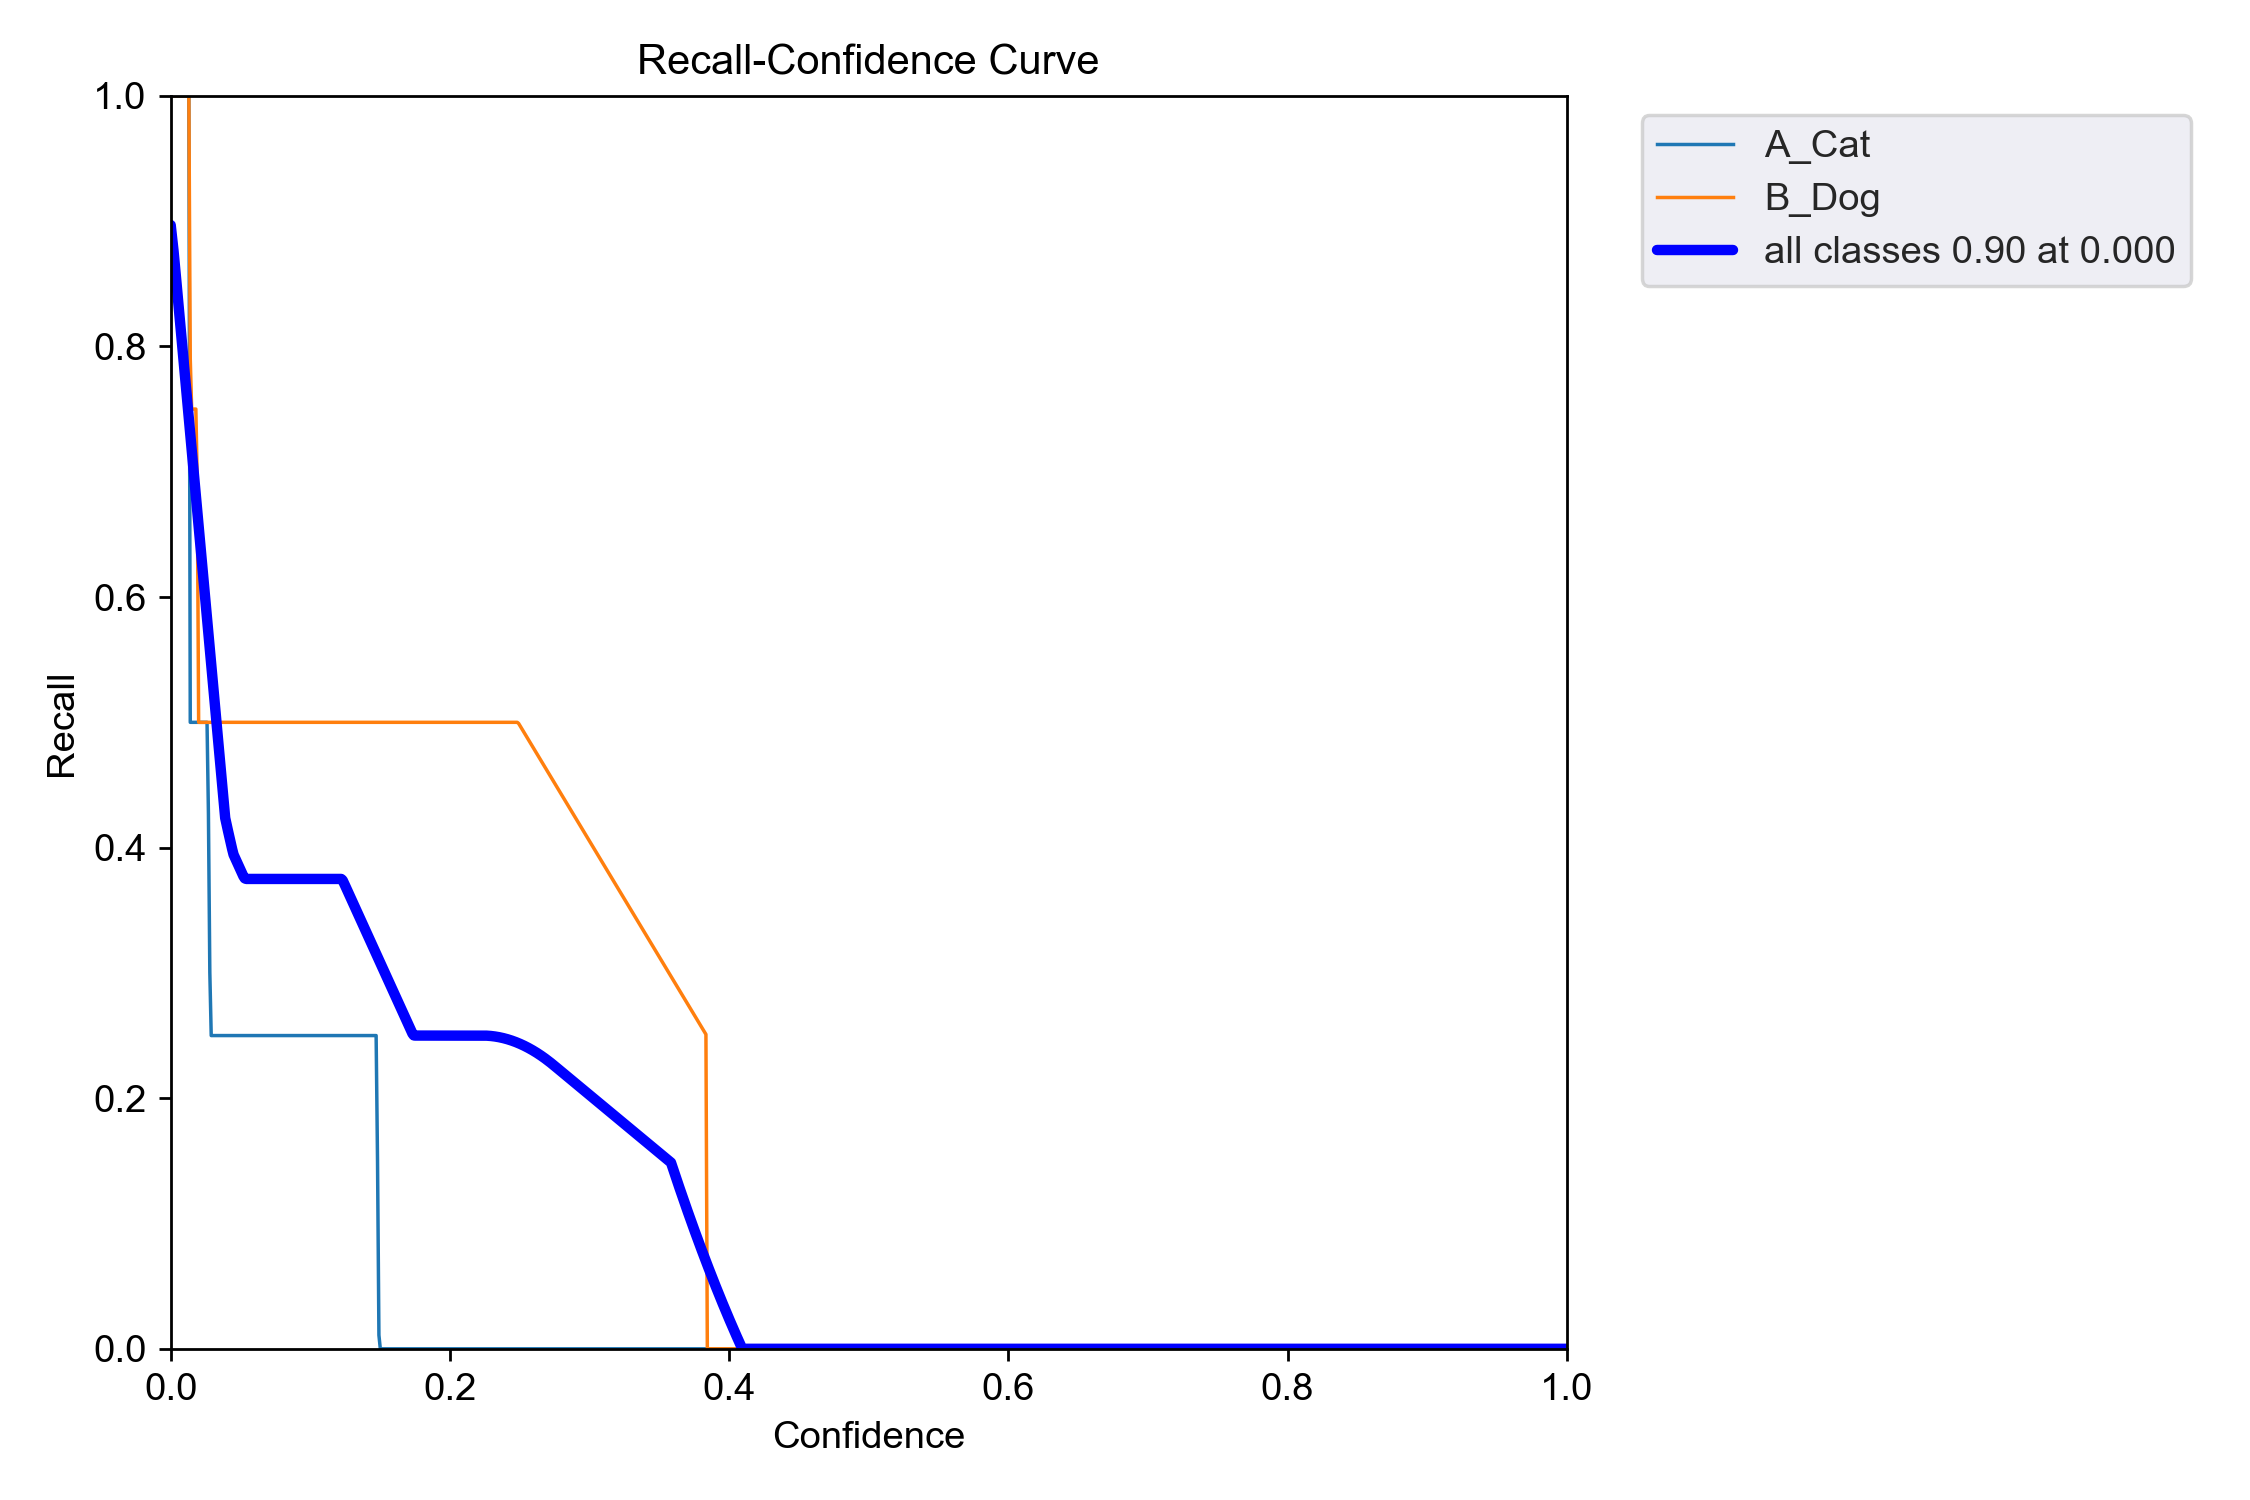 Recall-Confidence Curve
1.0
0.8
0.6
0.4
0.2
0.0
Recall
0.0 0.2 0.4 0.6 0.8 1.0
Confidence
A_Cat
B_Dog
all classes 0.90 at 0.000